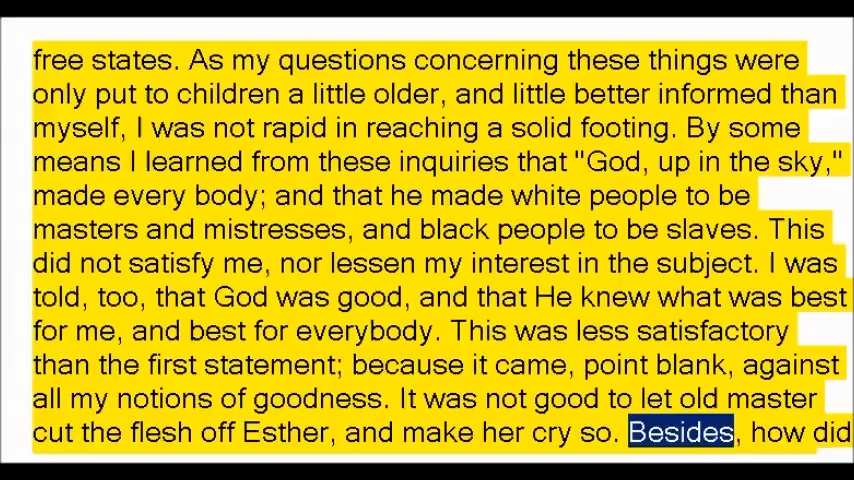 free states. As my questions concerning these things were
only put to children a little older, and little better informed than
myself, I was not rapid in reaching a solid footing. By some
means I learned from these inquiries that "God, up in the sky,"
made every body; and that he made white people to be
masters and mistresses, and black people to be slaves. This
did not satisfy me, nor lessen my interest in the subject. I was
told, too, that God was good, and that He knew what was best
for me, and best for everybody. This was less satisfactory
than the first statement; because it came, point blank, against
all my notions of goodness. It was not good to let old master
cut the flesh off Esther, and make her cry so. Besides, how did